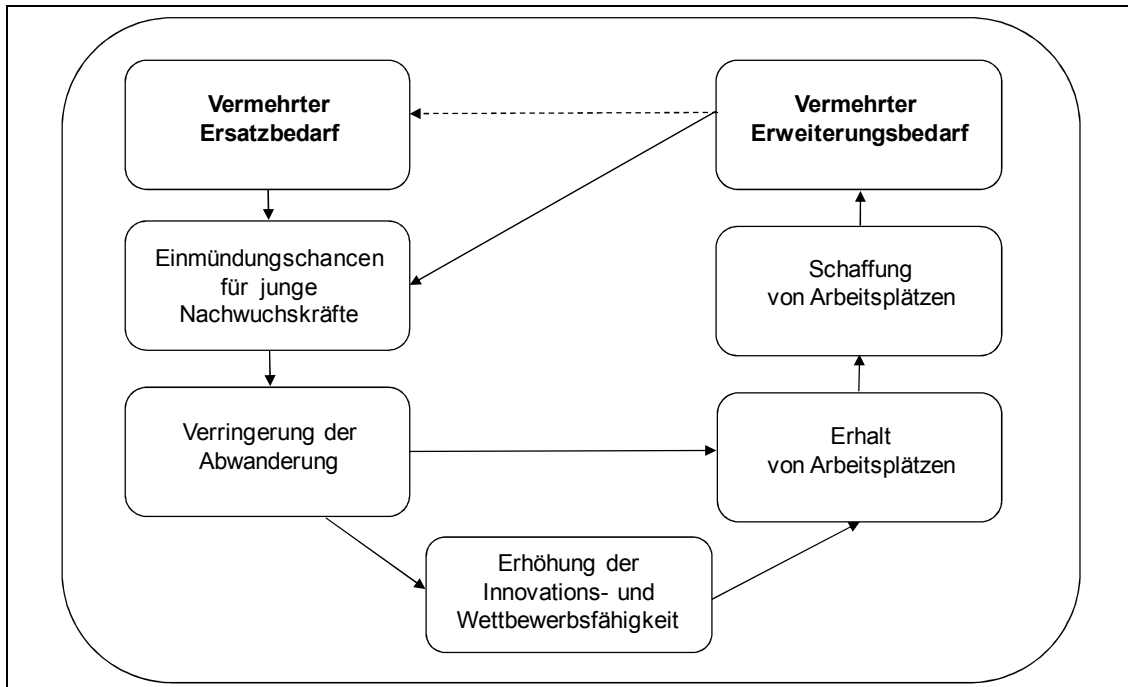 Vermehrter
Ersatzbedarf
Vermehrter
Erweiterungsbedarf
Einmündungschancen
für junge
Nachwuchskräfte
Schaffung
von Arbeitsplätzen
Verringerung der
Abwanderung
Erhalt
von Arbeitsplätzen
Erhöhung der
Innovations- und
Wettbewerbsfähigkeit